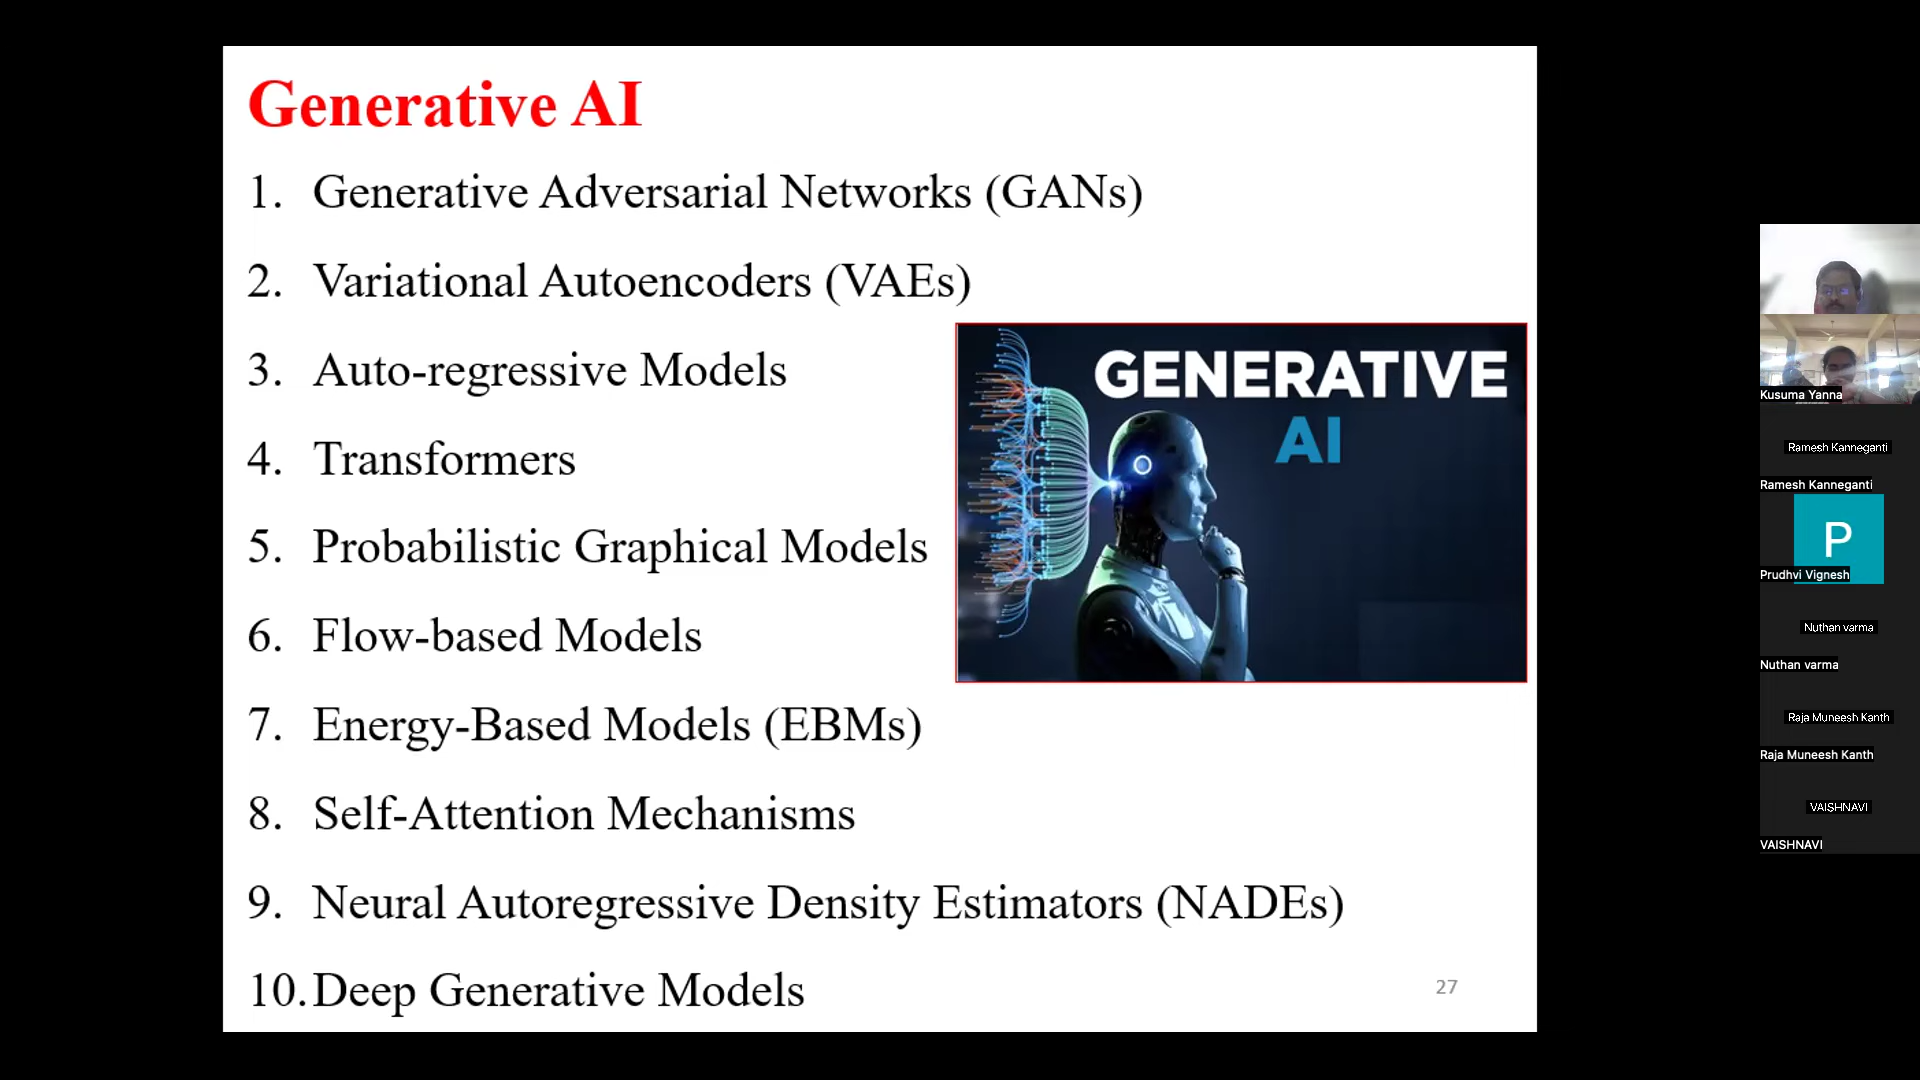 Generative AI
1. Generative Adversarial Networks (GANs)
2. Variational Autoencoders (VAEs)
3. Auto-regressive Models
4. Transformers
5. Probabilistic Graphical Models
6. Flow-based Models
7. Energy-Based Models (EBMs)
8. Self-Attention Mechanisms
9. Neural Autoregressive Density Estimators (NADEs)
10. Deep Generative Models
GENERATIVE
AI
27
Kusuma Yanna
Ramesh Kanneganti
Ramesh Kanneganti
P
Prudhvi Vignesh
Nuthan varma
Nuthan varma
Raja Muneesh Kanth
Raja Muneesh Kanth
VAISHNAVI
VAISHNAVI